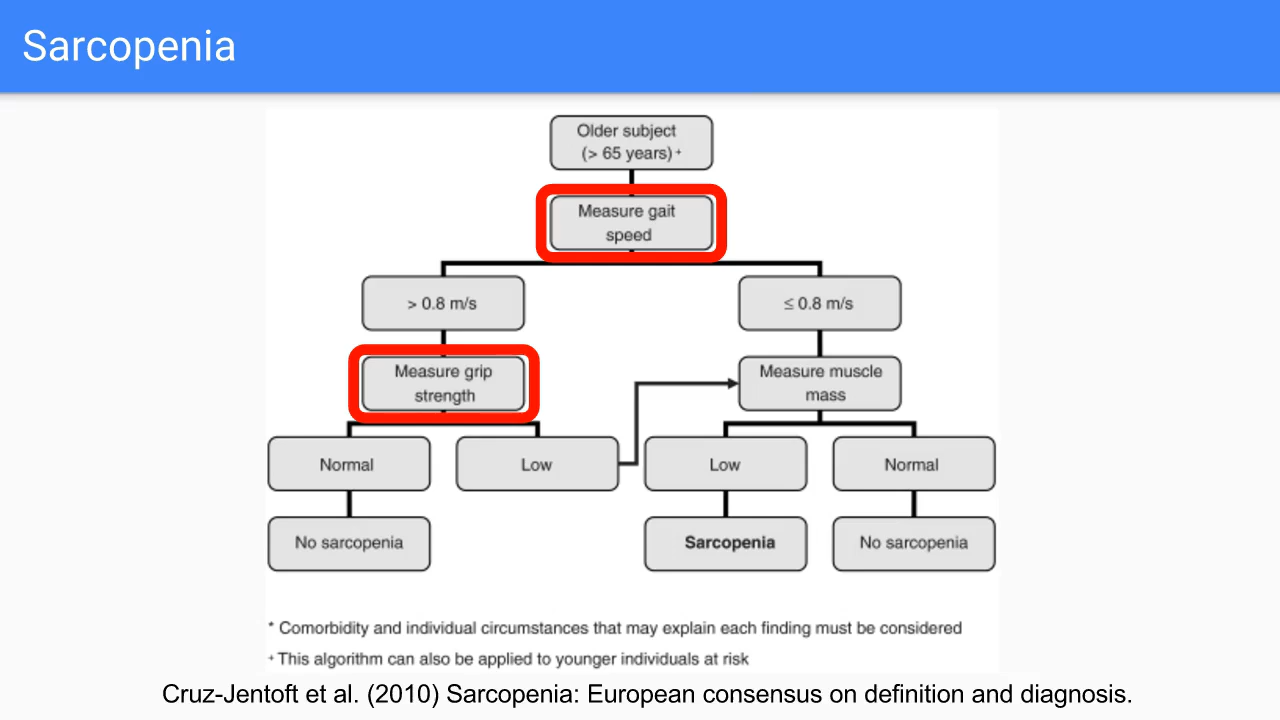 Sarcopenia
Older subject
(> 65 years) +
Measure gait
speed
> 0.8 m/s
≤ 0.8 m/s
Measure grip
strength
Measure muscle
mass
Normal
Low
Low
Normal
No sarcopenia
Sarcopenia
No sarcopenia
* Comorbidity and individual circumstances that may explain each finding must be considered
+ This algorithm can also be applied to younger individuals at risk
Cruz-Jentoft et al. (2010) Sarcopenia: European consensus on definition and diagnosis.